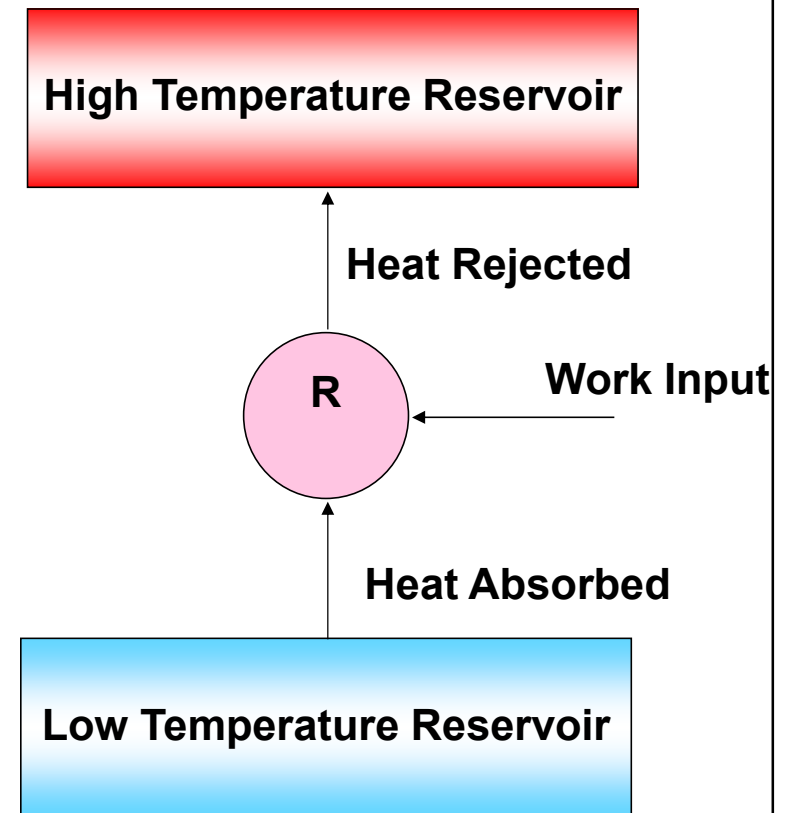 High Temperature Reservoir
Heat Rejected
Work Input
R
Heat Absorbed
Low Temperature Reservoir